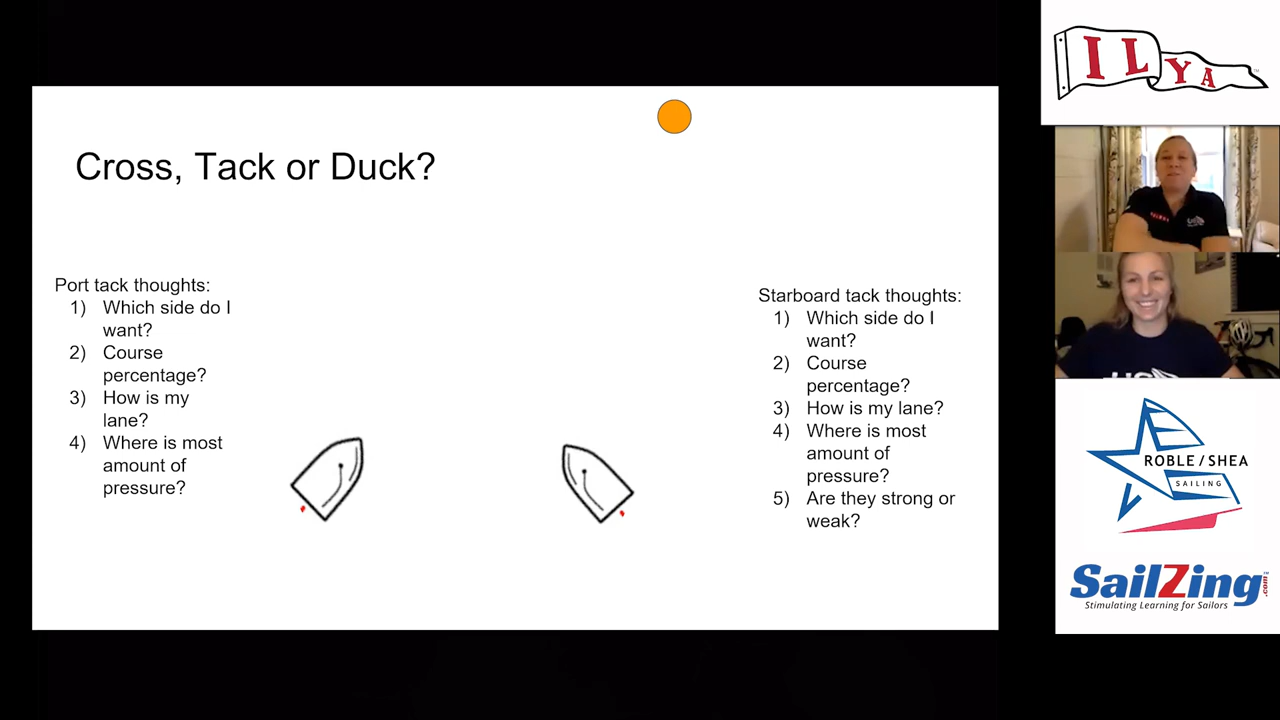 Cross, Tack or Duck?
Port tack thoughts:
1) Which side do I
want?
2) Course
percentage?
3) How is my
lane?
4) Where is most
amount of
pressure?
Starboard tack thoughts:
1) Which side do I
want?
2) Course
percentage?
3) How is my lane?
4) Where is most
amount of
pressure?
5) Are they strong or
weak?
ILYA
ROBLE / SHEA
SAILING
SailZing.com
Stimulating Learning for Sailors